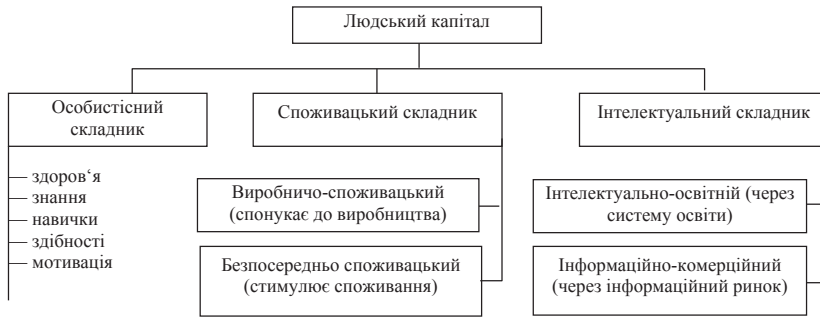 Людський капітал
Особистісний
складник
Споживацький складник
Інтелектуальний складник
здоров‘я
знання
навички
здібності
мотивація
Виробничо-споживацький
(спонукає до виробництва)
Безпосередньо споживацький
(стимулює споживання)
Інтелектуально-освітній (через
систему освіти)
Інформаційно-комерційний
(через інформаційний ринок)